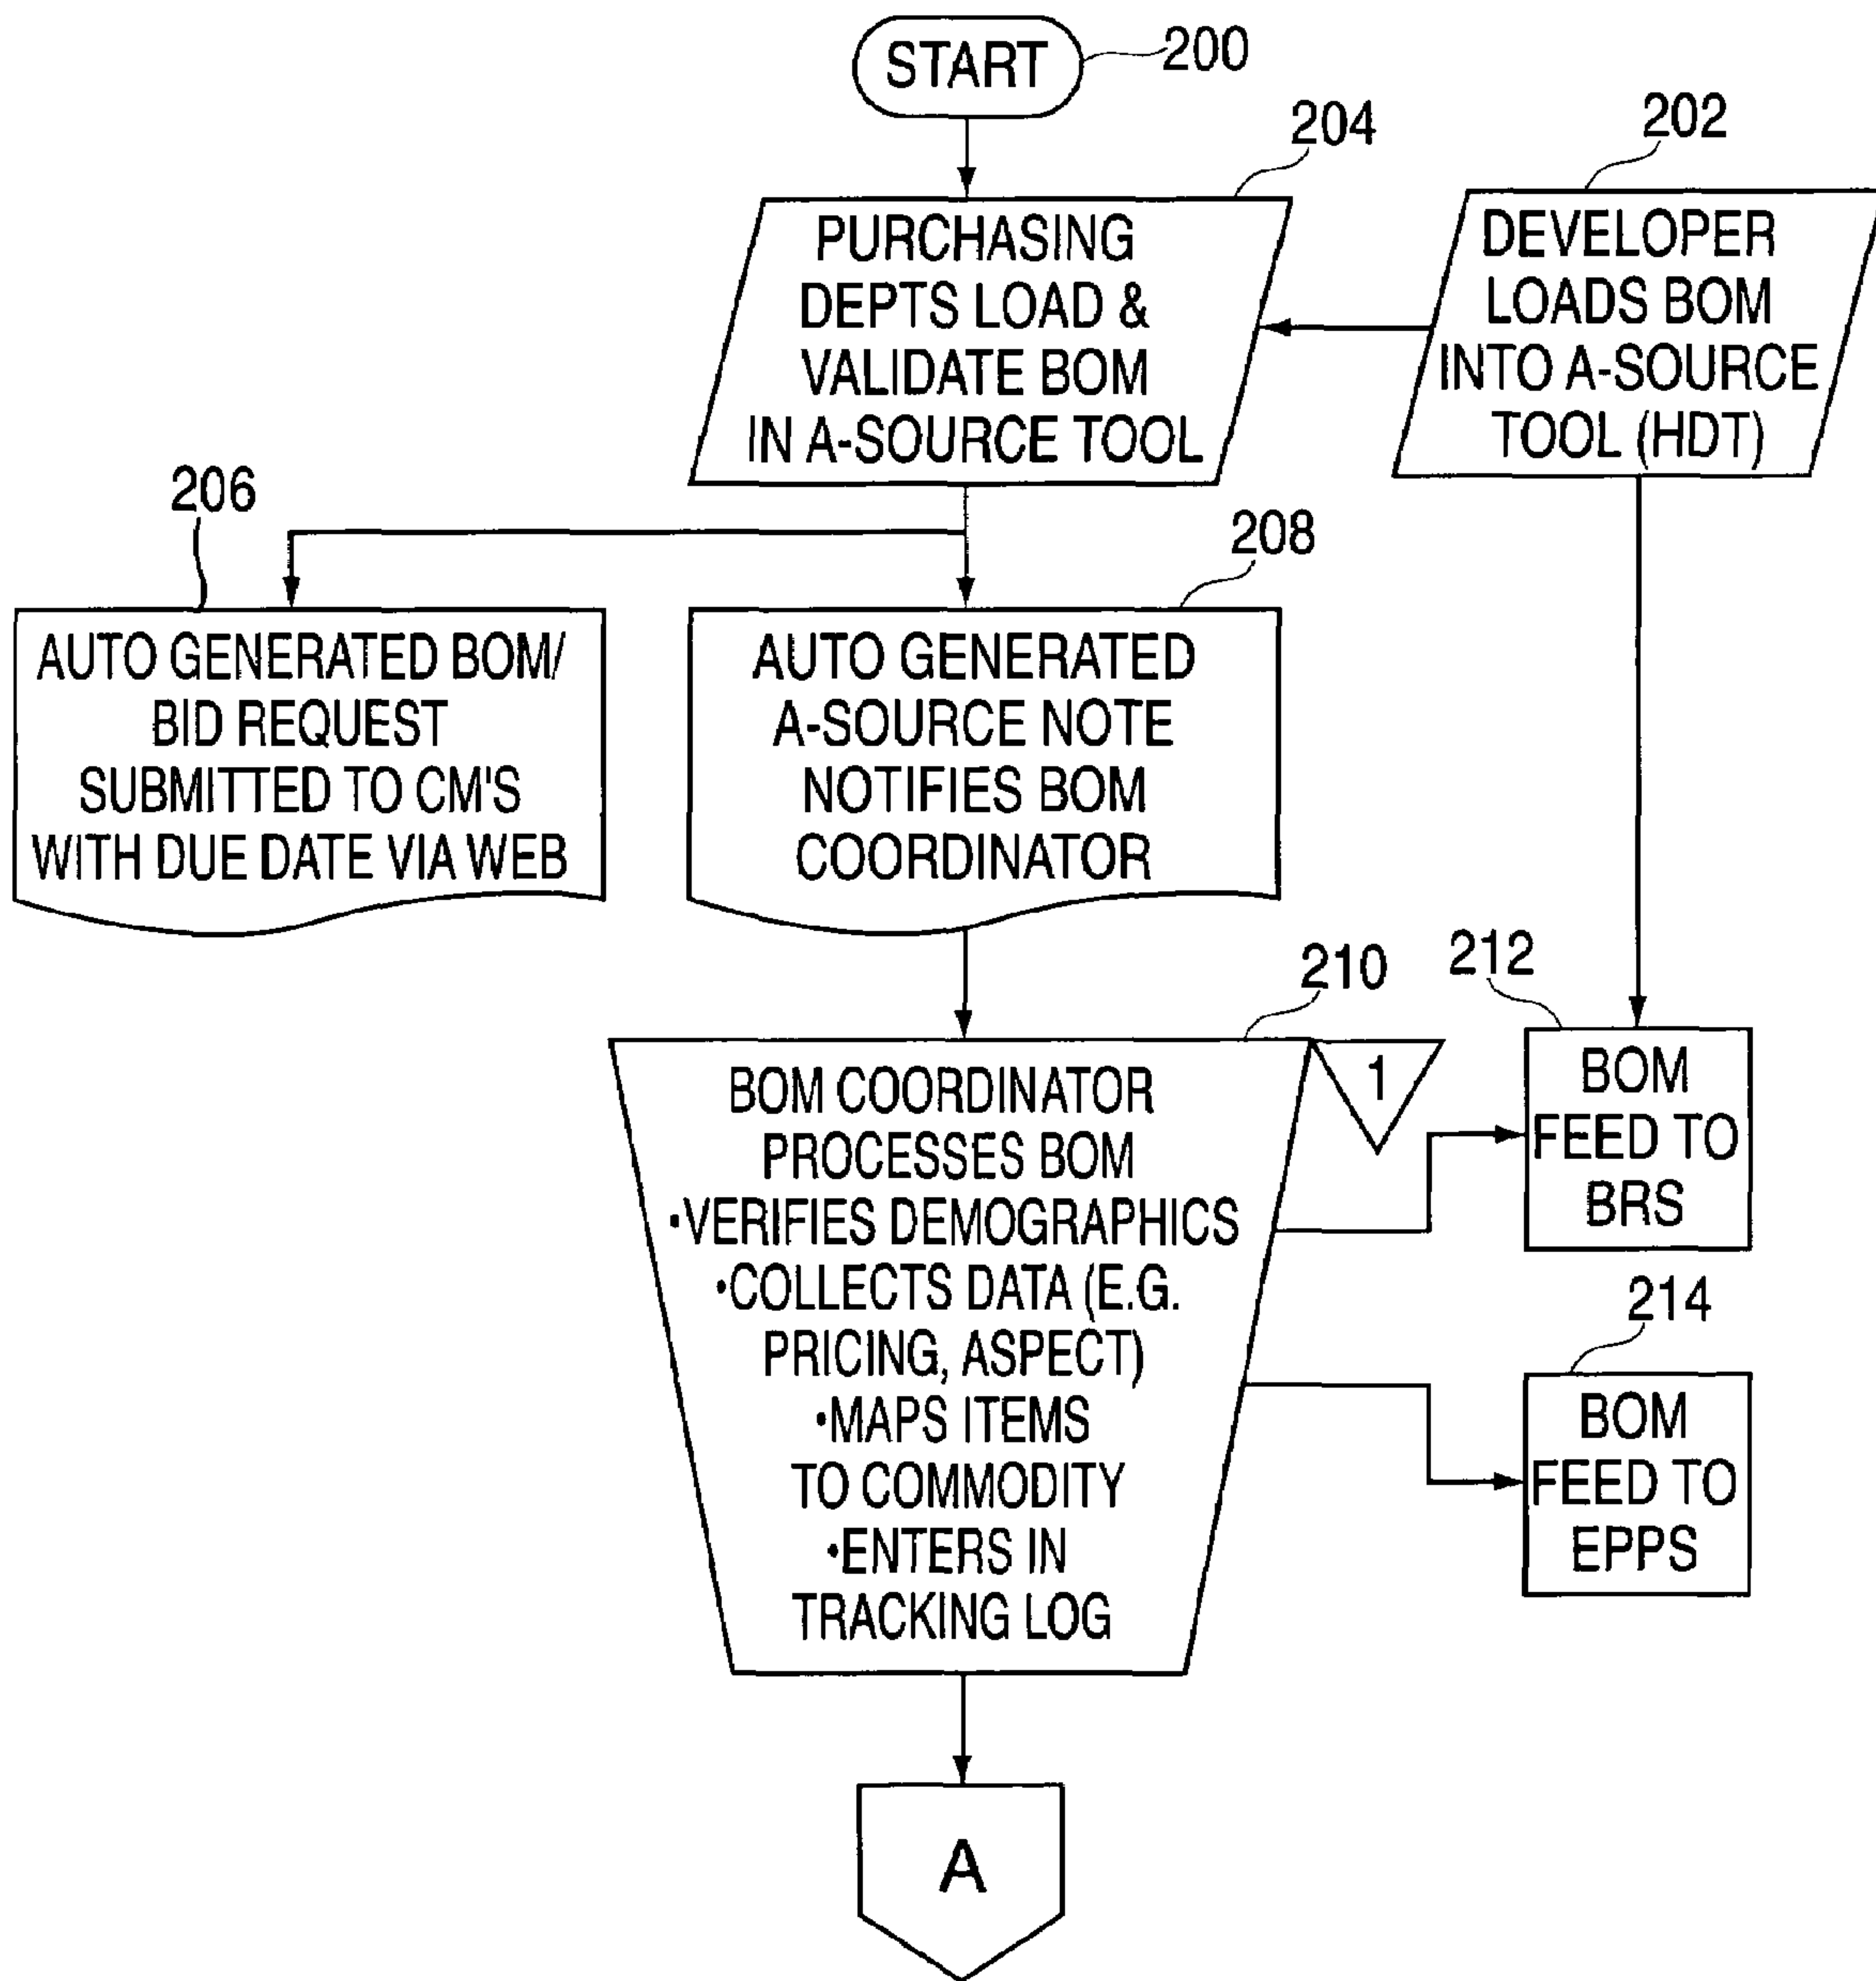 START
200
204
202
PURCHASING
DEPTS LOAD &
VALIDATE BOM
IN A-SOURCE TOOL
DEVELOPER
LOADS BOM
INTO A-SOURCE
TOOL (HDT)
206
208
AUTO GENERATED BOM/
BID REQUEST
SUBMITTED TO CM'S
WITH DUE DATE VIA WEB
AUTO GENERATED
A-SOURCE NOTE
NOTIFIES BOM
COORDINATOR
210
212
BOM COORDINATOR
PROCESSES BOM
•VERIFIES DEMOGRAPHICS
•COLLECTS DATA (E.G.
PRICING, ASPECT)
•MAPS ITEMS
TO COMMODITY
•ENTERS IN
TRACKING LOG
1
BOM
FEED TO
BRS
214
BOM
FEED TO
EPPS
A